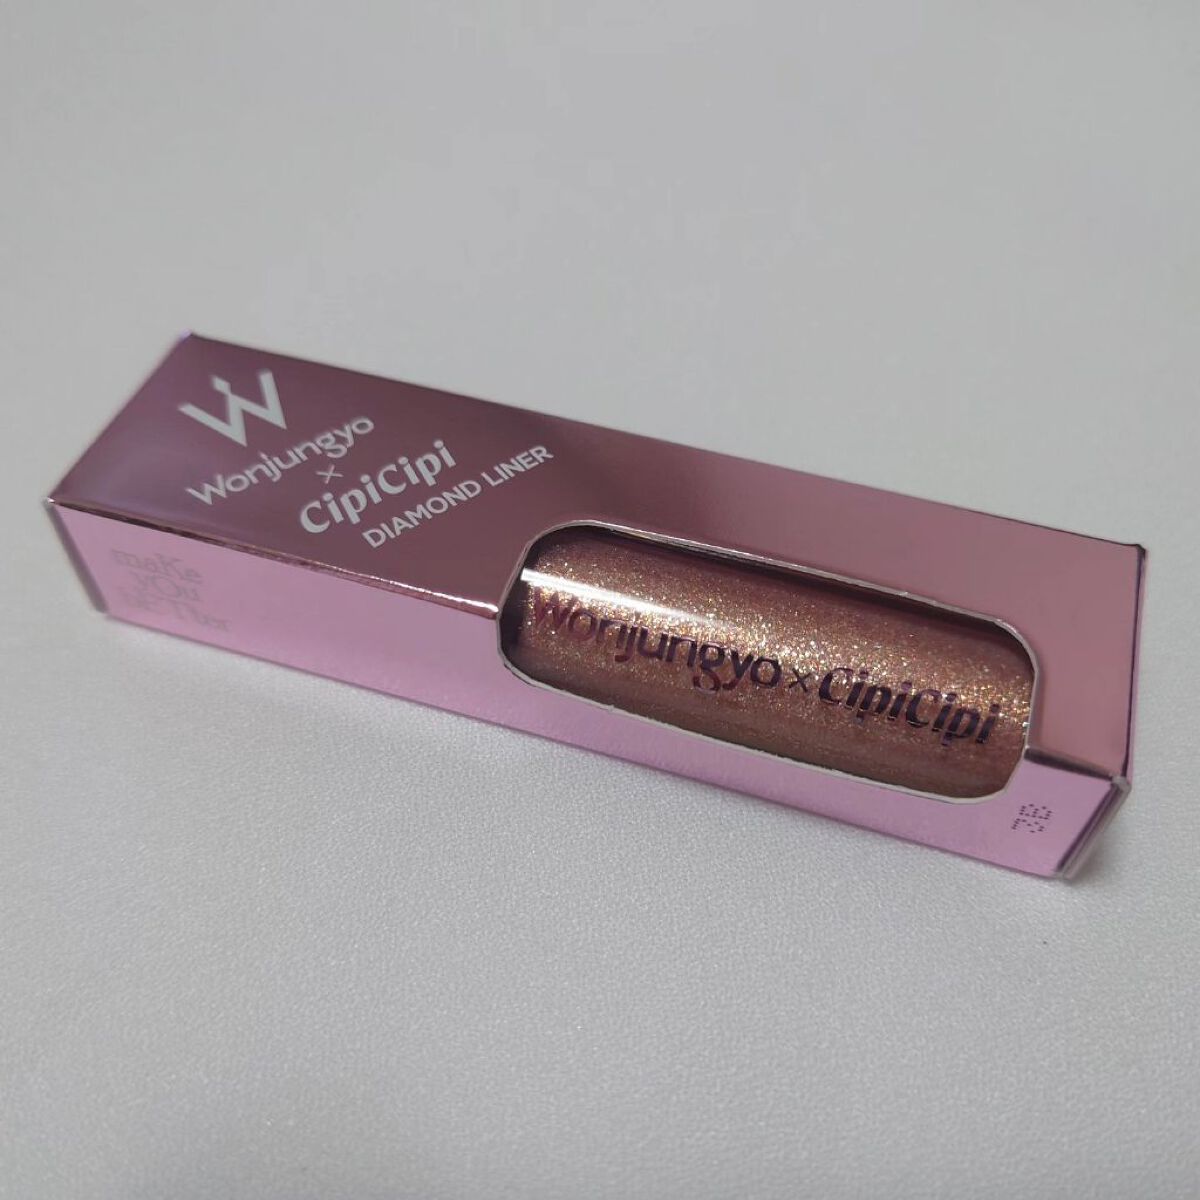 W
Wonjungyo
×
CipiCipi
DIAMOND LINER
Wonjungyo×CipiCipi
maKe
YOu
beTTer